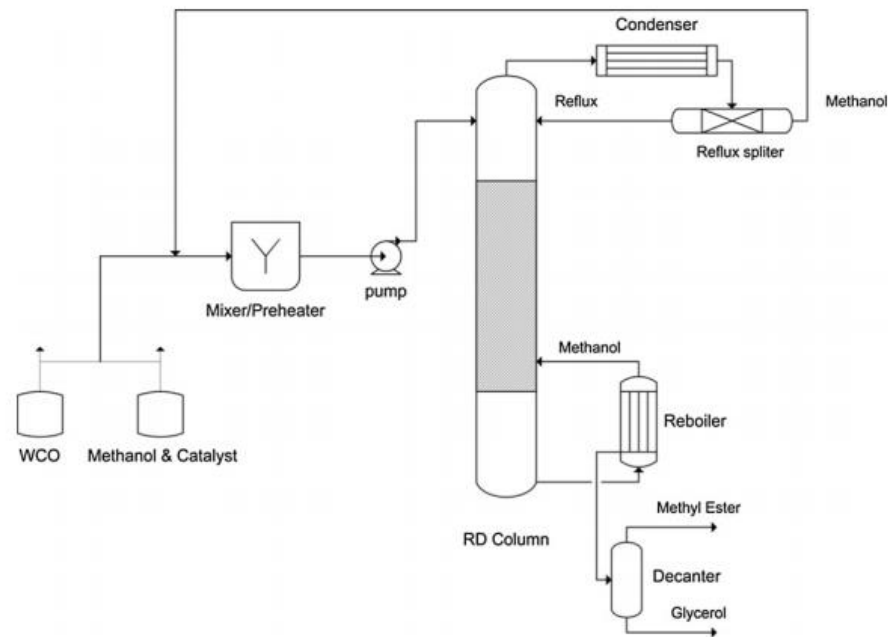 Condenser
Reflux
Methanol
Reflux spliter
Mixer/Preheater
pump
Methanol
WCO
Methanol & Catalyst
Reboiler
Methyl Ester
RD Column
Decanter
Glycerol